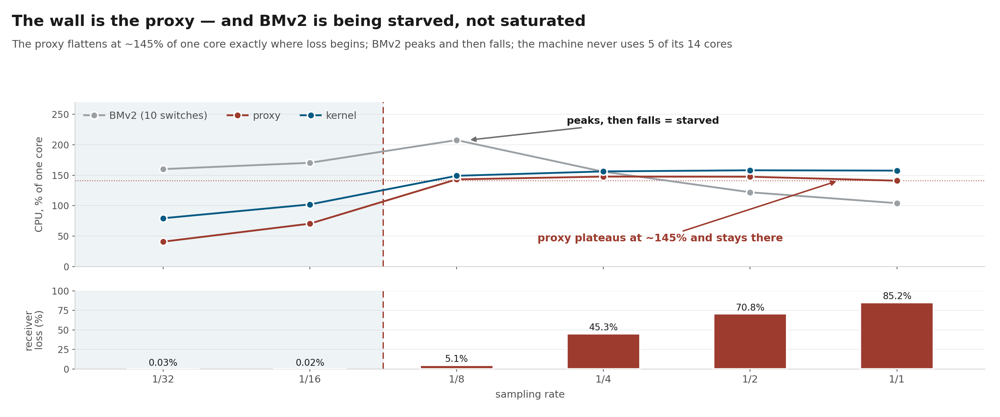 The wall is the proxy — and BMv2 is being starved, not saturated
The proxy flattens at ~145% of one core exactly where loss begins; BMv2 peaks and then falls; the machine never uses 5 of its 14 cores
BMv2 (10 switches)
proxy
kernel
peaks, then falls = starved
proxy plateaus at ~145% and stays there
CPU, % of one core
250
200
150
100
50
0
receiver
loss (%)
100
75
50
25
0
0.03%
0.02%
5.1%
45.3%
70.8%
85.2%
1/32
1/16
1/8
1/4
1/2
1/1
sampling rate